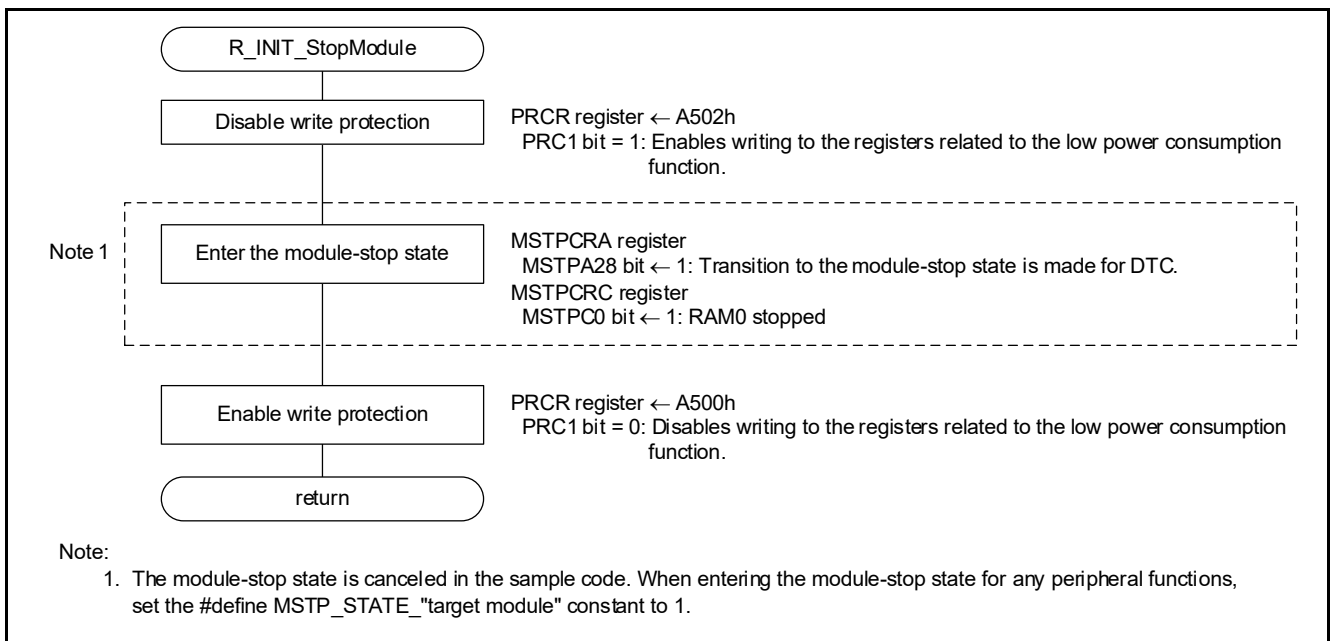 R_INIT_StopModule
Disable write protection
PRCR register ← A502h
PRC1 bit = 1: Enables writing to the registers related to the low power consumption
function.
Note 1
Enter the module-stop state
MSTPCRA register
MSTPA28 bit ← 1: Transition to the module-stop state is made for DTC.
MSTPCRC register
MSTPC0 bit ← 1: RAM0 stopped
Enable write protection
PRCR register ← A500h
PRC1 bit = 0: Disables writing to the registers related to the low power consumption
function.
return
Note:
1. The module-stop state is canceled in the sample code. When entering the module-stop state for any peripheral functions,
set the #define MSTP_STATE_"target module" constant to 1.